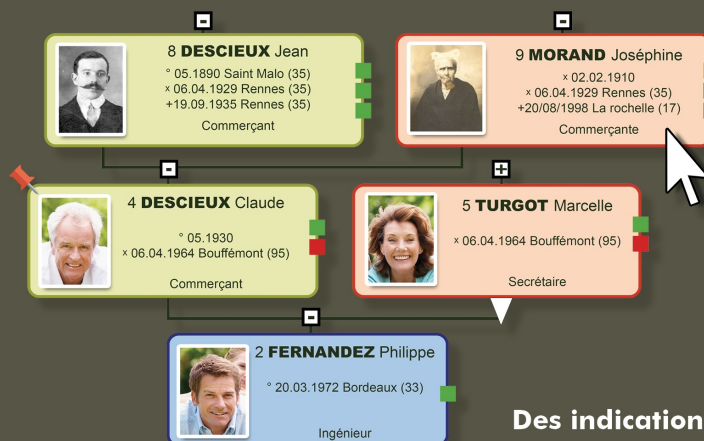 8 DESCIEUX Jean
° 05.1890 Saint Malo (35)
x 06.04.1929 Rennes (35)
+19.09.1935 Rennes (35)
Commerçant
9 MORAND Joséphine
x 02.02.1910
x 06.04.1929 Rennes (35)
+20/08/1998 La rochelle (17)
Commerçante
4 DESCIEUX Claude
° 05.1930
x 06.04.1964 Bouffémont (95)
Commerçant
5 TURGOT Marcelle
x 06.04.1964 Bouffémont (95)
Secrétaire
2 FERNANDEZ Philippe
° 20.03.1972 Bordeaux (33)
Ingénieur
Des indication